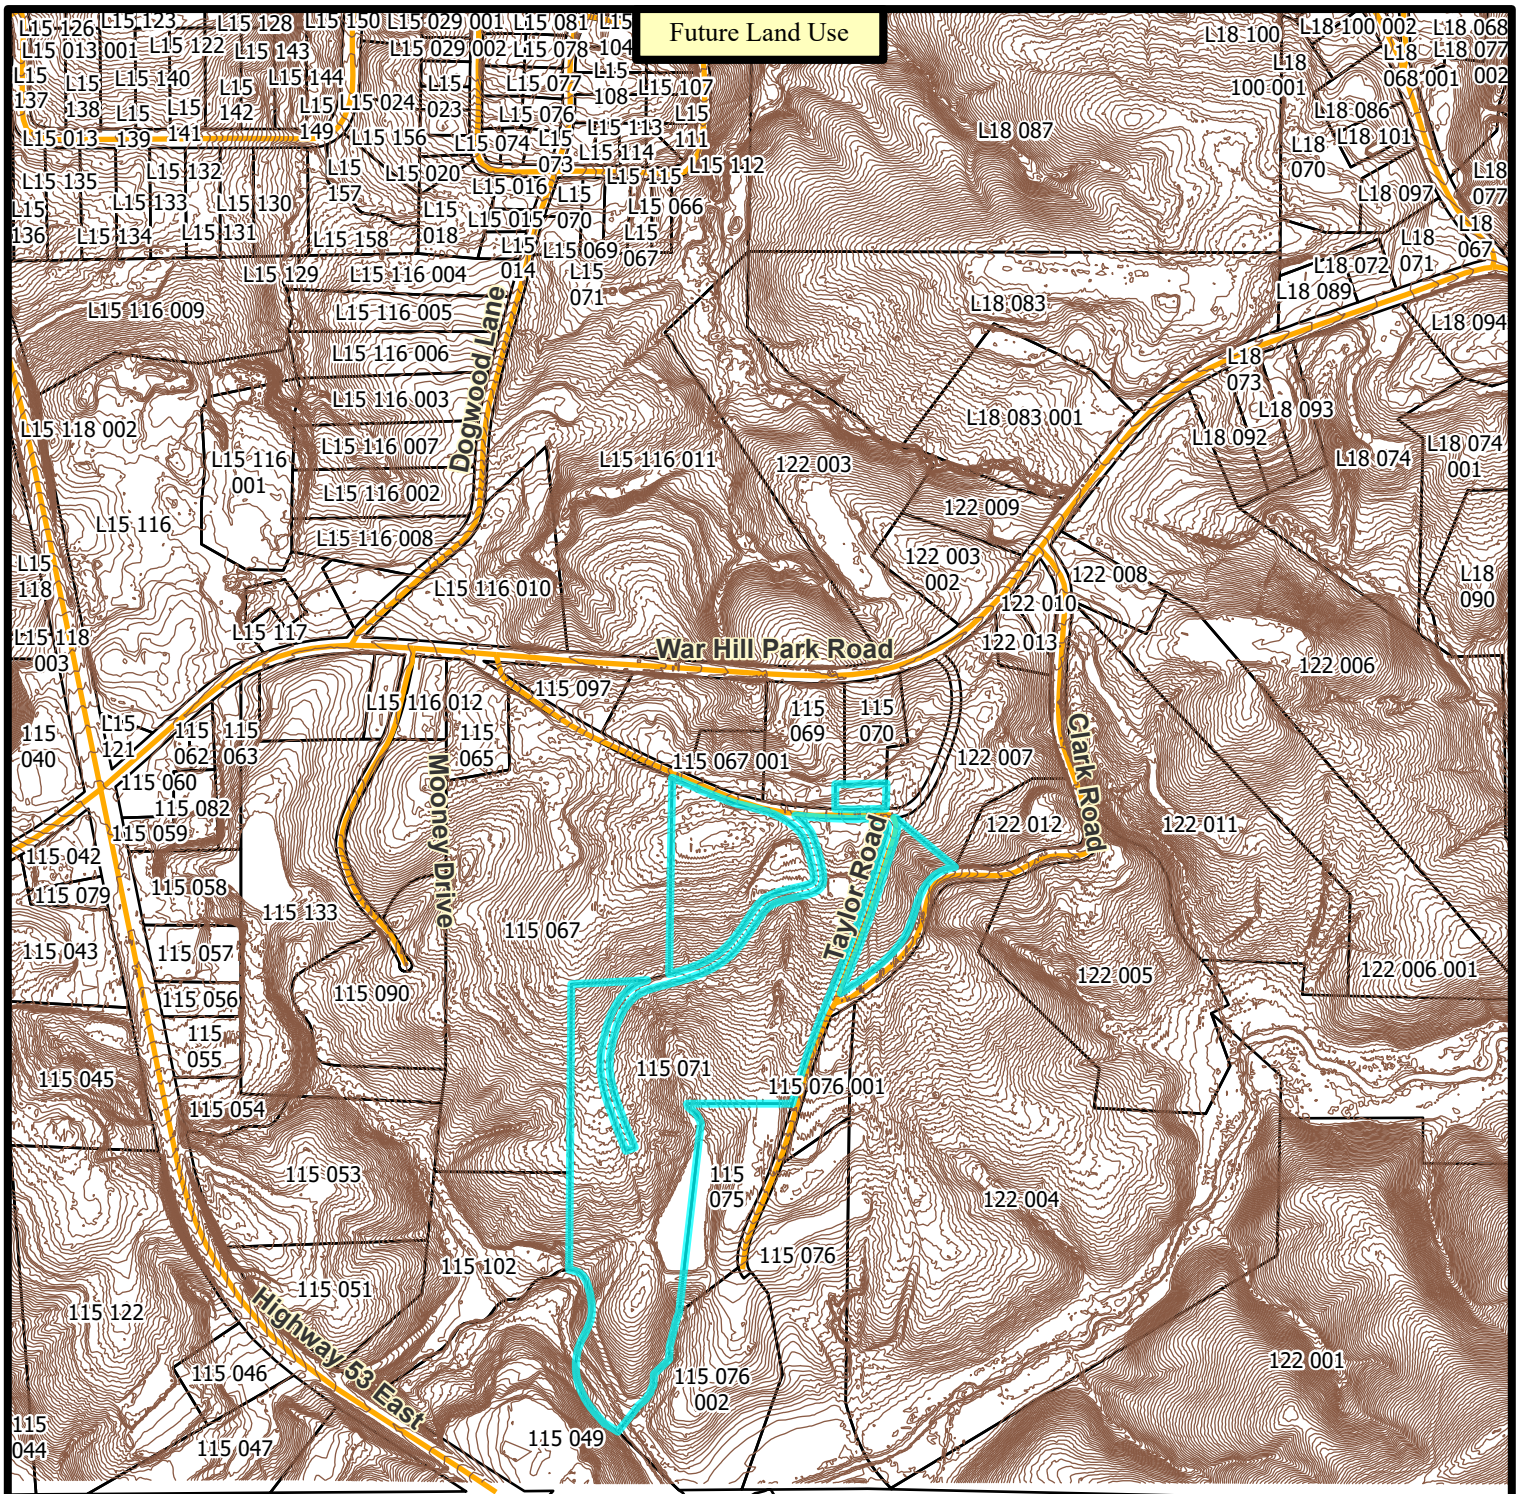 Future Land Use
L15 126
L15 123
L15 128
L15 150
L15 029 001
L15 081
L15
104
L18 100
L18 100 002
L18 068
L15 013 001
L15 122
L15 143
L15 029 002
L15 078
L18
068 001
L18 077
002
L15
137
L15
138
L15 140
L15
142
L15 144
L15 024
L15
023
L15 077
L15
108
L15 107
L18
100 001
L15 013
L15
139
L15
141
L15
149
L15 156
L15 074
L15 076
L15
073
L15 113
L15
111
L15 114
L15 115
L15 112
L18 087
L18 086
L18 101
L18
070
L18
077
L15 135
L15 132
L15
157
L15 020
L15 016
L15
070
L15 066
L18 097
L15
136
L15 133
L15 134
L15 131
L15 130
L15 158
L15
018
L15 015
L15
014
L15 069
L15
067
L18
067
L18
071
L18 072
L18 089
L15 129
L15 116 004
L15
071
L15 116 009
L15 116 005
Dogwood Lane
L18 083
L18 094
L15 116 006
L18
073
L15 116 003
L18 083 001
L18 093
L15 118 002
L15 116 007
L15 116
001
L15 116 011
122 003
L18 092
L18 074
L18 074
001
L15 116 002
122 009
L15 116
L15 116 008
122 003
002
L15
118
L15 116 010
122 008
L18
090
122 010
L15 118
003
L15 117
War Hill Park Road
122 013
122 006
115 097
L15 116 012
115
040
L15
121
115
062
115
063
115
065
115
069
115
070
Clark Road
122 007
115 067 001
115 060
Mooney Drive
115 082
115 059
Taylor Road
122 012
122 011
115 042
115 079
115 058
115 133
115 067
115 043
115 057
122 005
122 006 001
115 056
115 090
115
055
115 045
115 071
115 076 001
115 054
115 053
115
075
122 004
115 102
115 076
115 051
115 122
Highway 53 East
115 046
115 076
002
122 001
115
044
115 047
115 049